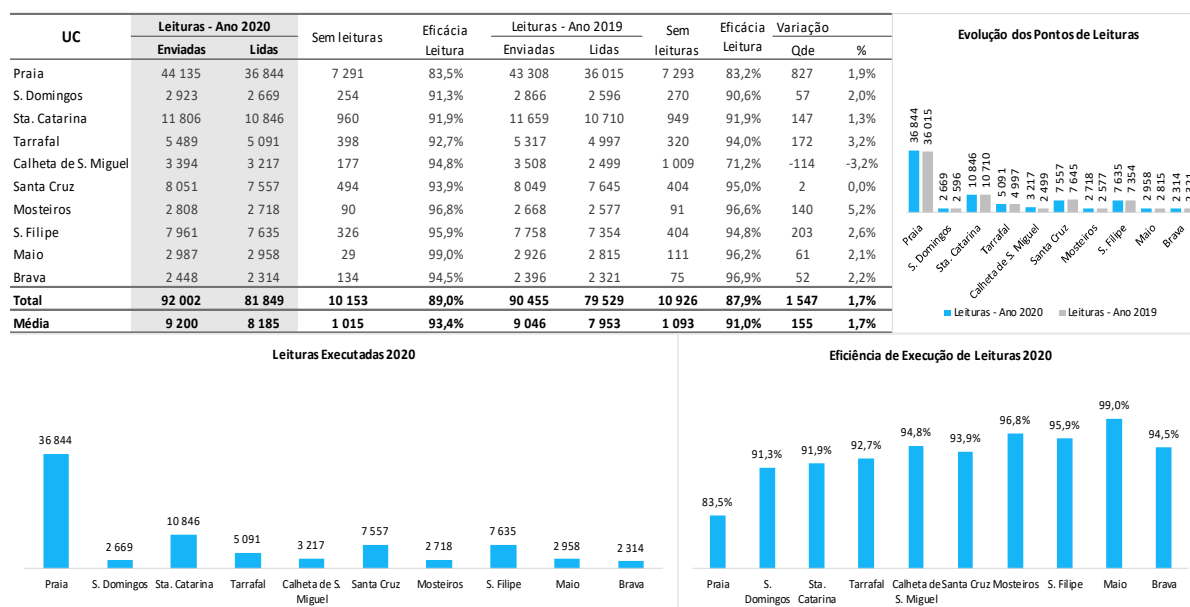 UC Leituras - Ano 2020 Sem leituras Eficácia Leitura Leituras - Ano 2019 Sem leituras Eficácia Leitura Variação
Enviadas Lidas Enviadas Lidas Qde %
Praia 44 135 36 844 7 291 83,5% 43 308 36 015 7 293 83,2% 827 1,9%
S. Domingos 2 923 2 669 254 91,3% 2 866 2 596 270 90,6% 57 2,0%
Sta. Catarina 11 806 10 846 960 91,9% 11 659 10 710 949 91,9% 147 1,3%
Tarrafal 5 489 5 091 398 92,7% 5 317 4 997 320 94,0% 172 3,2%
Calheta de S. Miguel 3 394 3 217 177 94,8% 3 508 2 499 1 009 71,2% -114 -3,2%
Santa Cruz 8 051 7 557 494 93,9% 8 049 7 645 404 95,0% 2 0,0%
Mosteiros 2 808 2 718 90 96,8% 2 668 2 577 91 96,6% 140 5,2%
S. Filipe 7 961 7 635 326 95,9% 7 758 7 354 404 94,8% 203 2,6%
Maio 2 987 2 958 29 99,0% 2 926 2 815 111 96,2% 61 2,1%
Brava 2 448 2 314 134 94,5% 2 396 2 321 75 96,9% 52 2,2%
Total 92 002 81 849 10 153 89,0% 90 455 79 529 10 926 87,9% 1 547 1,7%
Média 9 200 8 185 1 015 93,4% 9 046 7 953 1 093 91,0% 155 1,7%
Evolução dos Pontos de Leituras
36 844 36 015 2 669 2 596 10 846 10 710 5 091 4 997 3 217 2 499 7 557 7 645 2 718 2 577 7 635 7 354 2 958 2 815 2 314
Praia S. Domingos Sta. Catarina Tarrafal Calheta de S. Miguel Santa Cruz Mosteiros S. Filipe Maio Brava
Leituras - Ano 2020 Leituras - Ano 2019
Leituras Executadas 2020
36 844 2 669 10 846 5 091 3 217 7 557 2 718 7 635 2 958 2 314
Praia S. Domingos Sta. Catarina Tarrafal Calheta de S. Miguel Santa Cruz Mosteiros S. Filipe Maio Brava
Eficiência de Execução de Leituras 2020
83,5% 91,3% 91,9% 92,7% 94,8% 93,9% 96,8% 95,9% 99,0% 94,5%
Praia S. Domingos Sta. Catarina Tarrafal Calheta de S. Miguel Santa Cruz Mosteiros S. Filipe Maio Brava